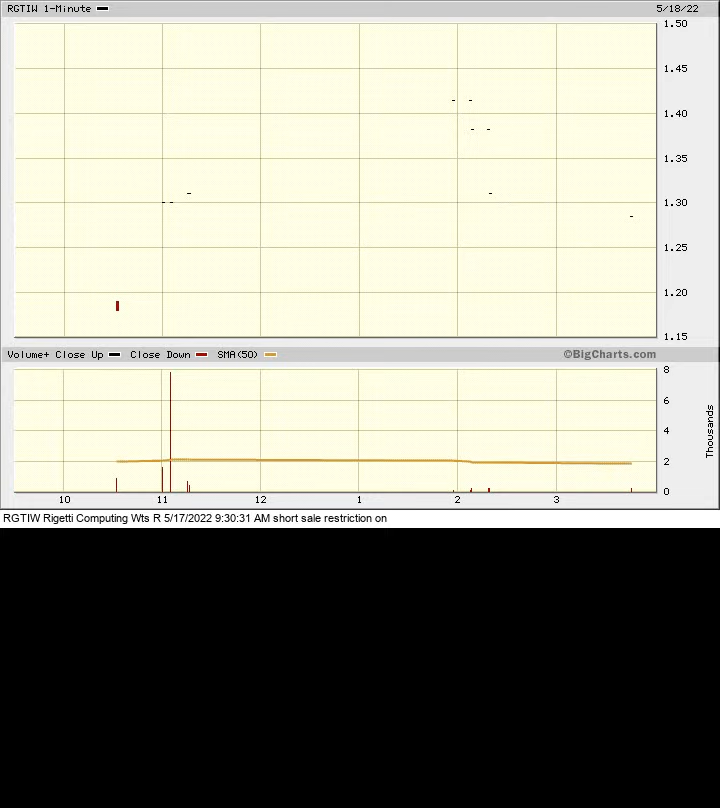 RGTIW 1-Minute 5/18/22
1.50
1.45
1.40
1.35
1.30
1.25
1.20
1.15
Volume+ Close Up Close Down SMA(50) ©BigCharts.com
8
6
4
2
0
Thousands
10 11 12 1 2 3
RGTIW Rigetti Computing Wts R 5/17/2022 9:30:31 AM short sale restriction on